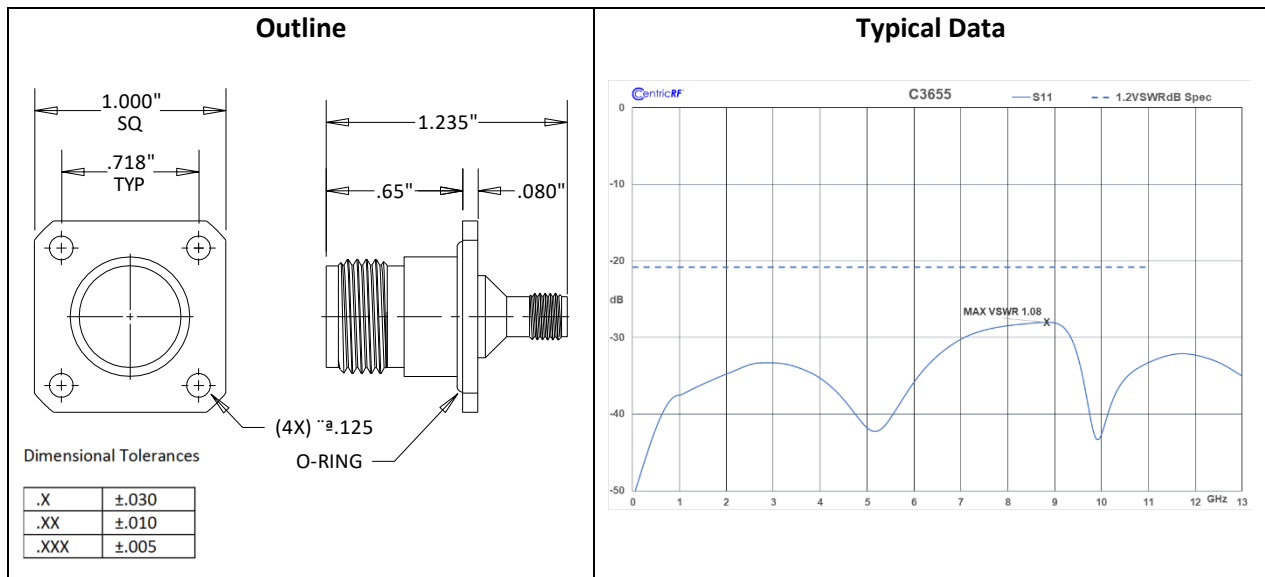 Outline
1.000"
SQ
.718"
TYP
1.235"
.65"
.080"
(4X) ¨ª.125
O-RING
Dimensional Tolerances
.X ±.030
.XX ±.010
.XXX ±.005
Typical Data
CentricRF
C3655
S11
1.2VSWRdB Spec
0
-10
-20
dB
MAX VSWR 1.08
X
-30
-40
-50
0 1 2 3 4 5 6 7 8 9 10 11 12 GHz 13